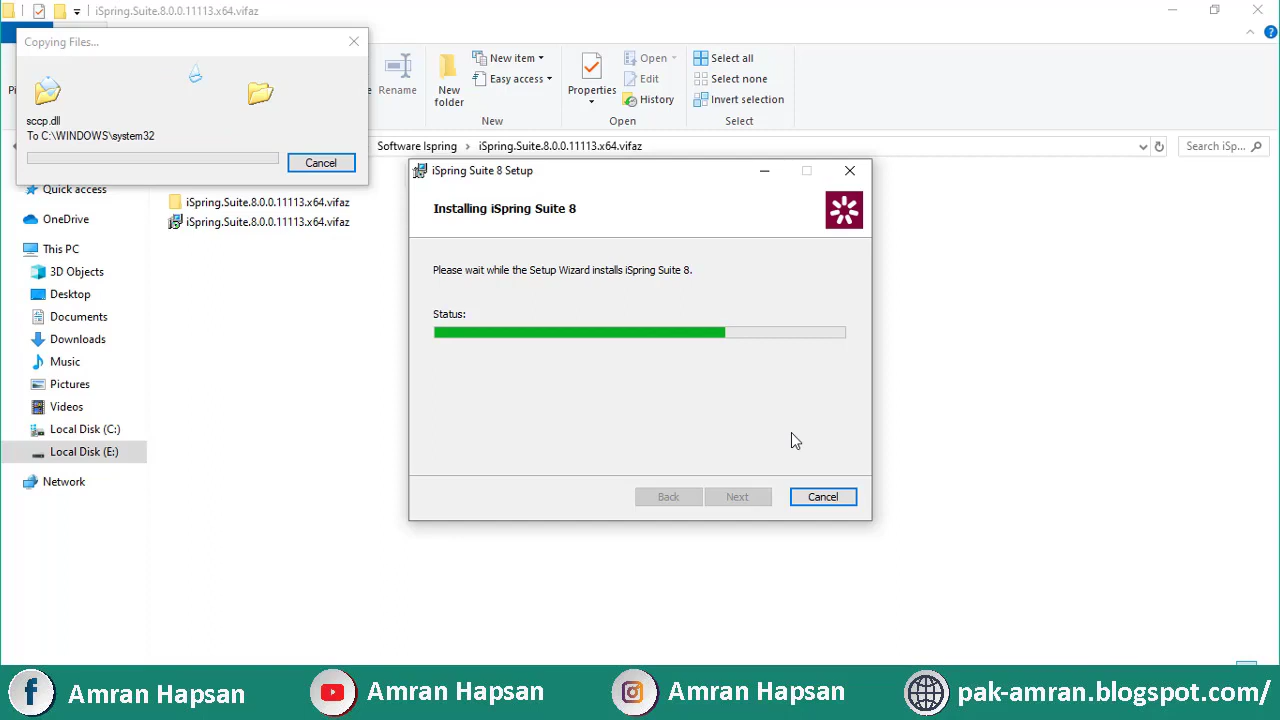 iSpring.Suite.8.0.0.11113.x64.vifaz
Copying Files...
sccp.dll
To C:\WINDOWS\system32
Cancel
Rename
New folder
New item
Easy access
New
Properties
Open
Edit
History
Open
Select all
Select none
Invert selection
Select
Software Ispring > iSpring.Suite.8.0.0.11113.x64.vifaz
Search iSp...
Quick access
OneDrive
This PC
3D Objects
Desktop
Documents
Downloads
Music
Pictures
Videos
Local Disk (C:)
Local Disk (E:)
Network
iSpring.Suite.8.0.0.11113.x64.vifaz
iSpring.Suite.8.0.0.11113.x64.vifaz
iSpring Suite 8 Setup
Installing iSpring Suite 8
Please wait while the Setup Wizard installs iSpring Suite 8.
Status:
Back
Next
Cancel
Amran Hapsan
Amran Hapsan
Amran Hapsan
pak-amran.blogspot.com/